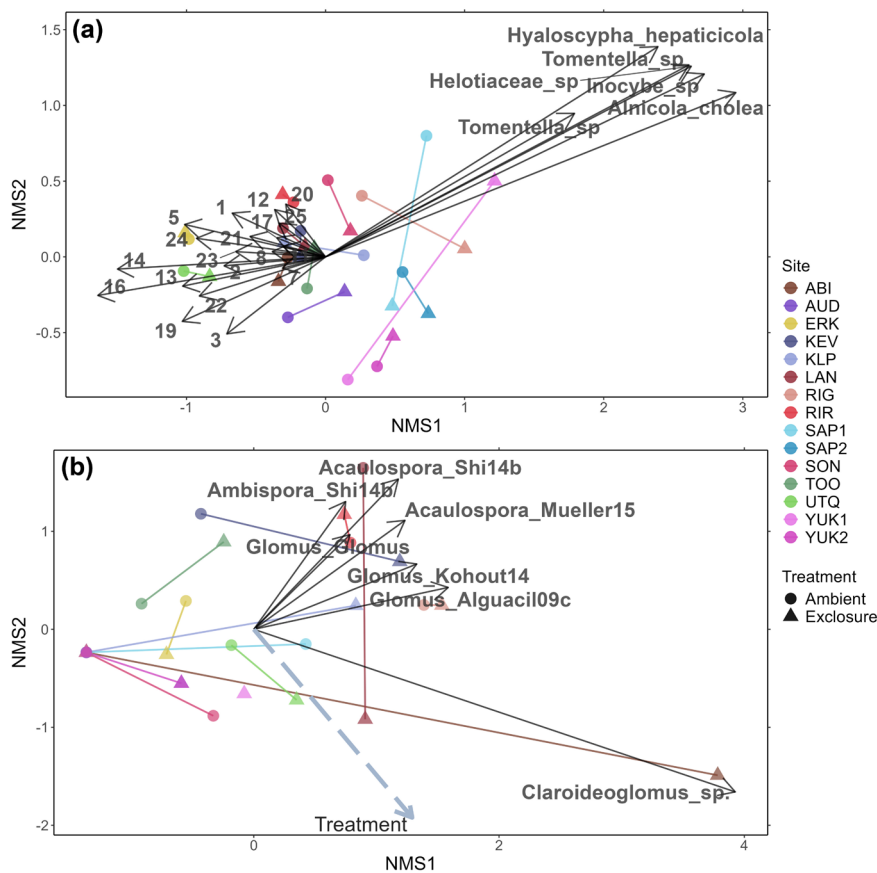 (a)
1.5
1.0
0.5
0.0
-0.5
NMS2
Hyaloscypha_hepaticicola
Tomentella_sp
Helotiaceae_sp
Inocybe_sp
Alnicola_cholea
Tomentella_sp
12 20
1
5
17 25
24 21
14 23 8
2
16 13
22
19
3
-1 0 1 2 3
NMS1
(b)
1
0
-1
-2
NMS2
Acaulospora_Shi14b
Ambispora_Shi14b
Acaulospora_Mueller15
Glomus_Glomus
Glomus_Kohout14
Glomus_Alguacil09c
Claroideoglomus_sp.
Treatment
0 2 4
NMS1
Site
ABI
AUD
ERK
KEV
KLP
LAN
RIG
RIR
SAP1
SAP2
SON
TOO
UTQ
YUK1
YUK2
Treatment
Ambient
Exclosure